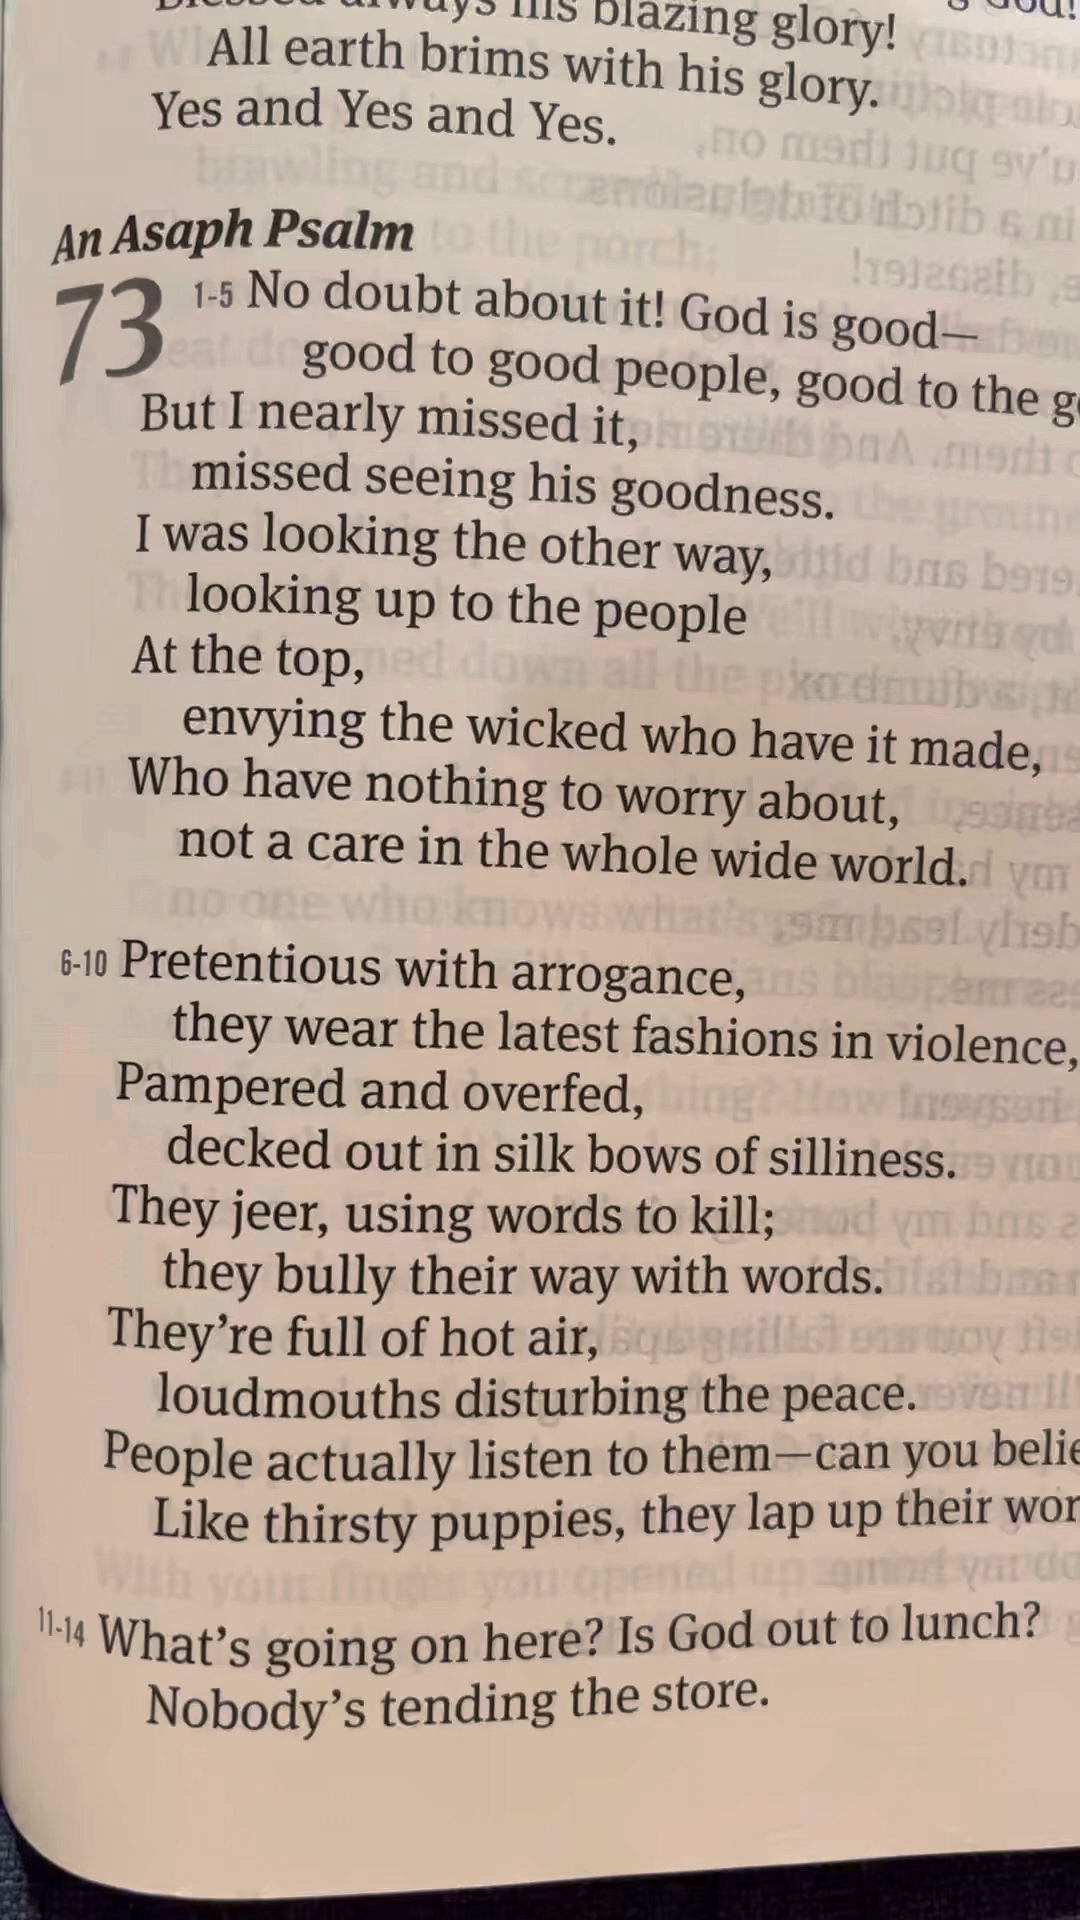 always his blazing glory!
All earth brims with his glory.
Yes and Yes and Yes.
An Asaph Psalm
73 1-5 No doubt about it! God is good—
good to good people, good to the
But I nearly missed it,
missed seeing his goodness.
I was looking the other way,
looking up to the people
At the top,
envying the wicked who have it made,
Who have nothing to worry about,
not a care in the whole wide world.
6-10 Pretentious with arrogance,
they wear the latest fashions in violence,
Pampered and overfed,
decked out in silk bows of silliness.
They jeer, using words to kill;
they bully their way with words.
They're full of hot air,
loudmouths disturbing the peace.
People actually listen to them—can you
Like thirsty puppies, they lap up their
11-14 What's going on here? Is God out to lunch?
Nobody's tending the store.